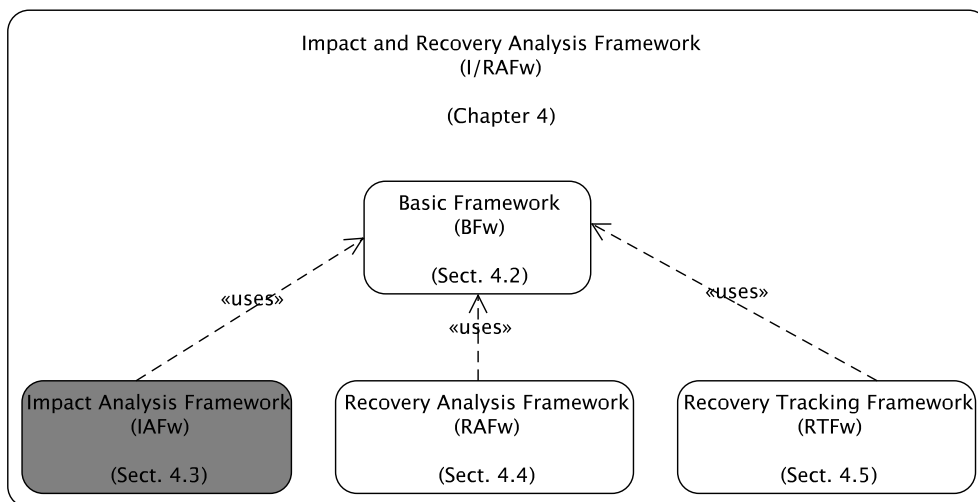 Impact and Recovery Analysis Framework
(I/RAFw)
(Chapter 4)
Basic Framework
(BFw)
(Sect. 4.2)
«uses»
«uses»
«uses»
Impact Analysis Framework
(IAFw)
(Sect. 4.3)
Recovery Analysis Framework
(RAFw)
(Sect. 4.4)
Recovery Tracking Framework
(RTFw)
(Sect. 4.5)